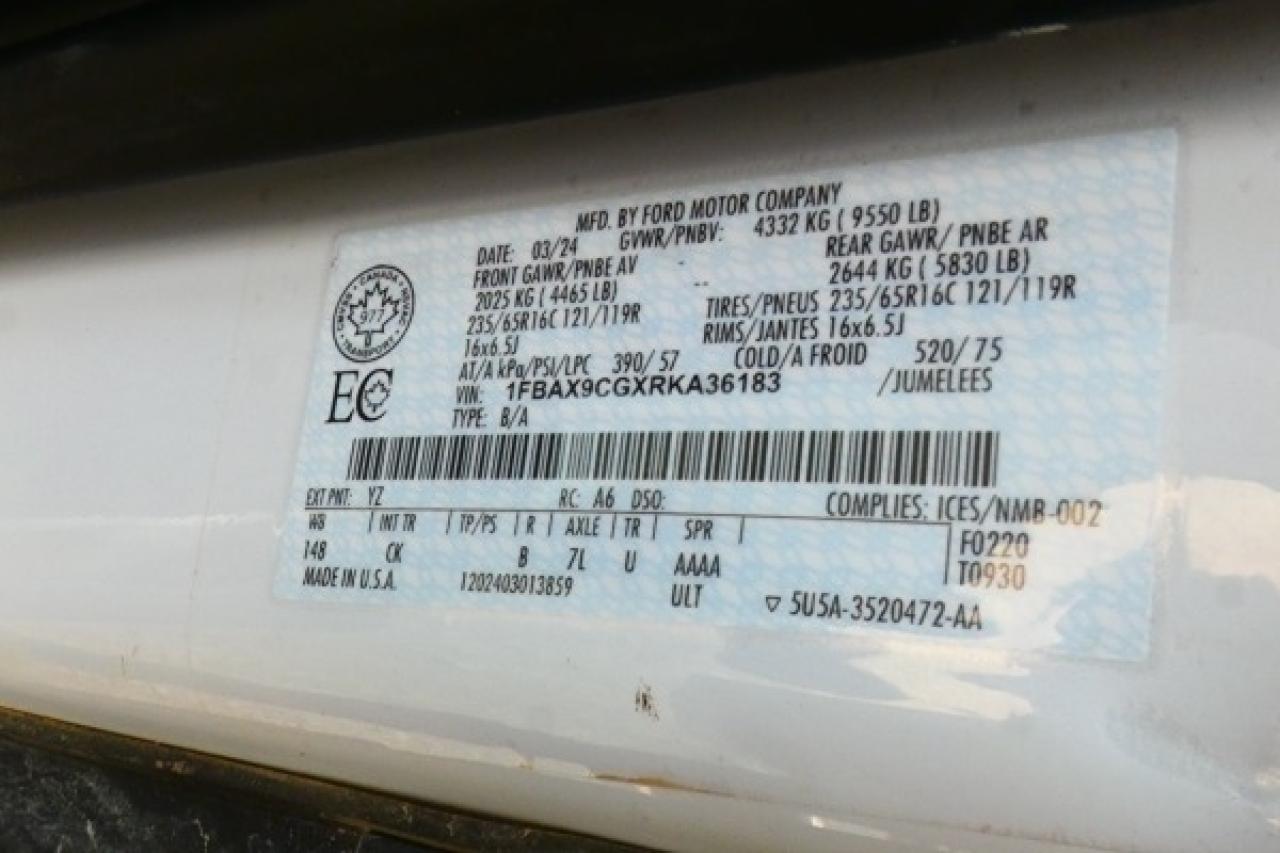 MFD. BY FORD MOTOR COMPANY
DATE: 03/24 GVWR/PNBV: 4332 KG ( 9550 LB)
FRONT GAWR/PNBE AV REAR GAWR/ PNBE AR
2025 KG ( 4465 LB) 2644 KG ( 5830 LB)
235/65R16C 121/119R TIRES/PNEUS 235/65R16C 121/119R
16x6.5J RIMS/JANTES 16x6.5J
AT/A kPa/PSI/LPC 390/ 57 COLD/A FROID 520/ 75
VIN: 1FBAX9CGXRKA36183 /JUMELEES
TYPE: B/A
CANADA
TRANSPORT
977
EC
EXT PNT: YZ RC: A6 DSO: COMPLIES: ICES/NMB-002
WB | INT TR | TP/PS | R | AXLE | TR | SPR | F0220
148 CK B 7L U AAAA T0930
MADE IN U.S.A. 1202403013859 ULT ▽ 5U5A-3520472-AA